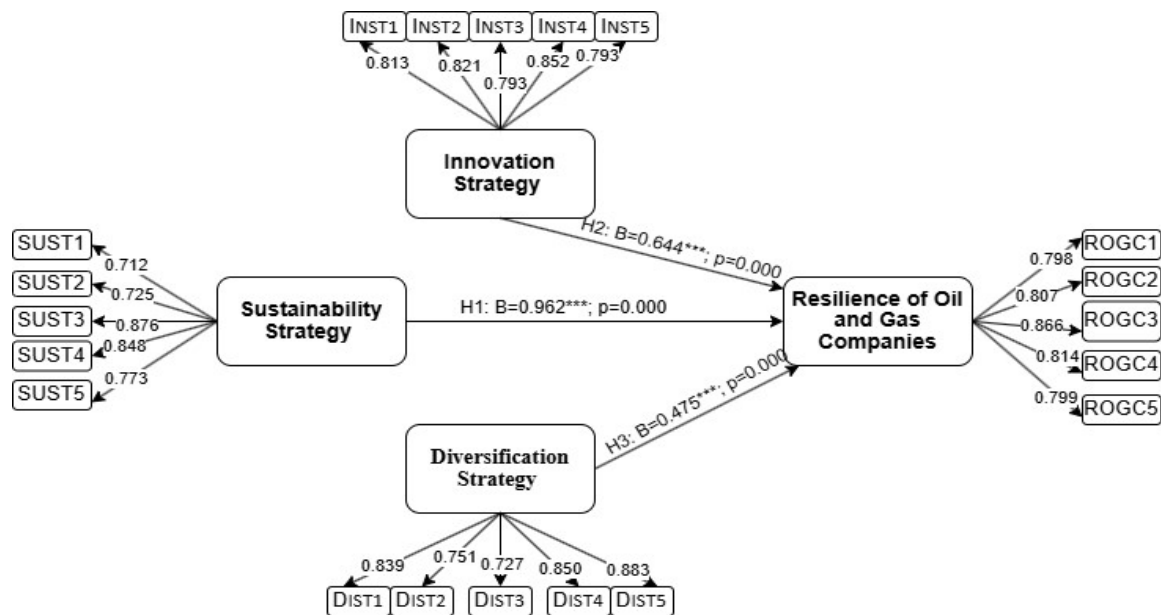 INST1 INST2 INST3 INST4 INST5
0.813 0.821 0.793 0.852 0.793
Innovation
Strategy
H2: B=0.644***; p=0.000
SUST1
SUST2
SUST3
SUST4
SUST5
0.712
0.725
0.876
0.848
0.773
Sustainability
Strategy
H1: B=0.962***; p=0.000
Resilience of Oil
and Gas
Companies
0.798
0.807
0.866
0.814
0.799
ROGC1
ROGC2
ROGC3
ROGC4
ROGC5
H3: B=0.475***; p=0.000
Diversification
Strategy
0.839 0.751 0.727 0.850 0.883
DIST1 DIST2 DIST3 DIST4 DIST5